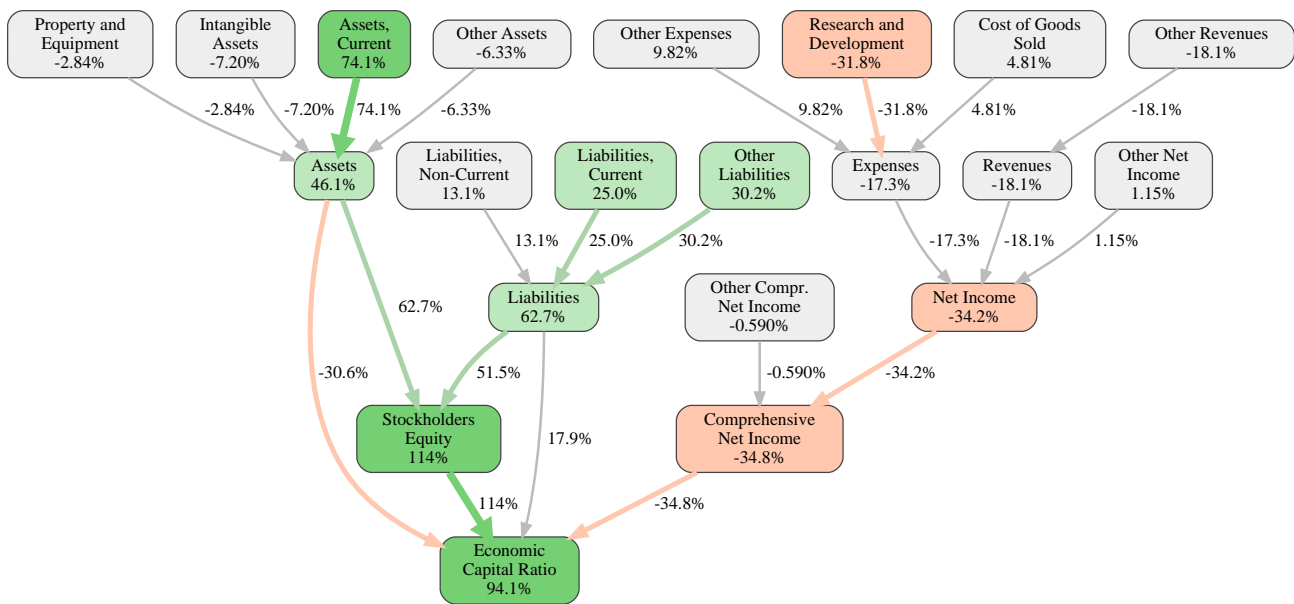 Property and
Equipment
-2.84%
Intangible
Assets
-7.20%
Assets,
Current
74.1%
Other Assets
-6.33%
Other Expenses
9.82%
Research and
Development
-31.8%
Cost of Goods
Sold
4.81%
Other Revenues
-18.1%
-2.84%
-7.20%
74.1%
-6.33%
9.82%
-31.8%
4.81%
-18.1%
Assets
46.1%
Liabilities,
Non-Current
13.1%
Liabilities,
Current
25.0%
Other
Liabilities
30.2%
Expenses
-17.3%
Revenues
-18.1%
Other Net
Income
1.15%
13.1%
25.0%
30.2%
-17.3%
-18.1%
1.15%
62.7%
Liabilities
62.7%
Other Compr.
Net Income
-0.590%
Net Income
-34.2%
-30.6%
51.5%
-0.590%
-34.2%
Stockholders
Equity
114%
17.9%
Comprehensive
Net Income
-34.8%
114%
-34.8%
Economic
Capital Ratio
94.1%